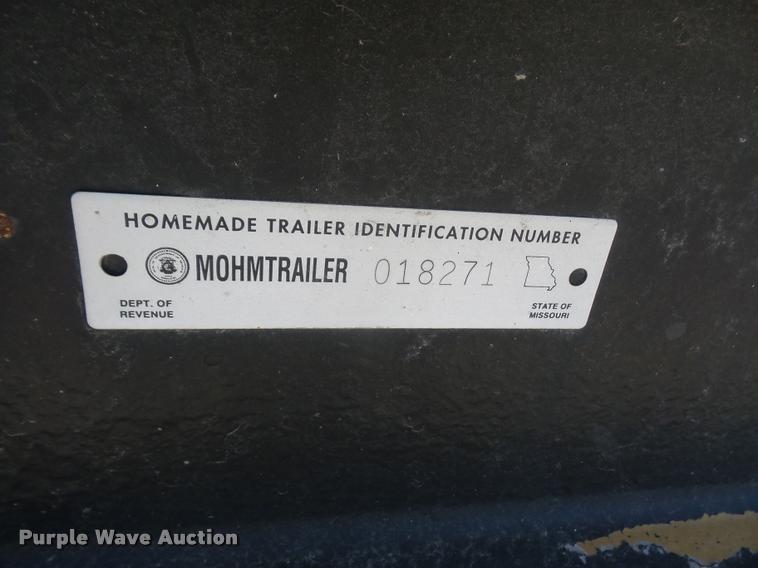 HOMEMADE TRAILER IDENTIFICATION NUMBER
MOHMTRAILER 018271
DEPT. OF
REVENUE
STATE OF
MISSOURI
Purple Wave Auction